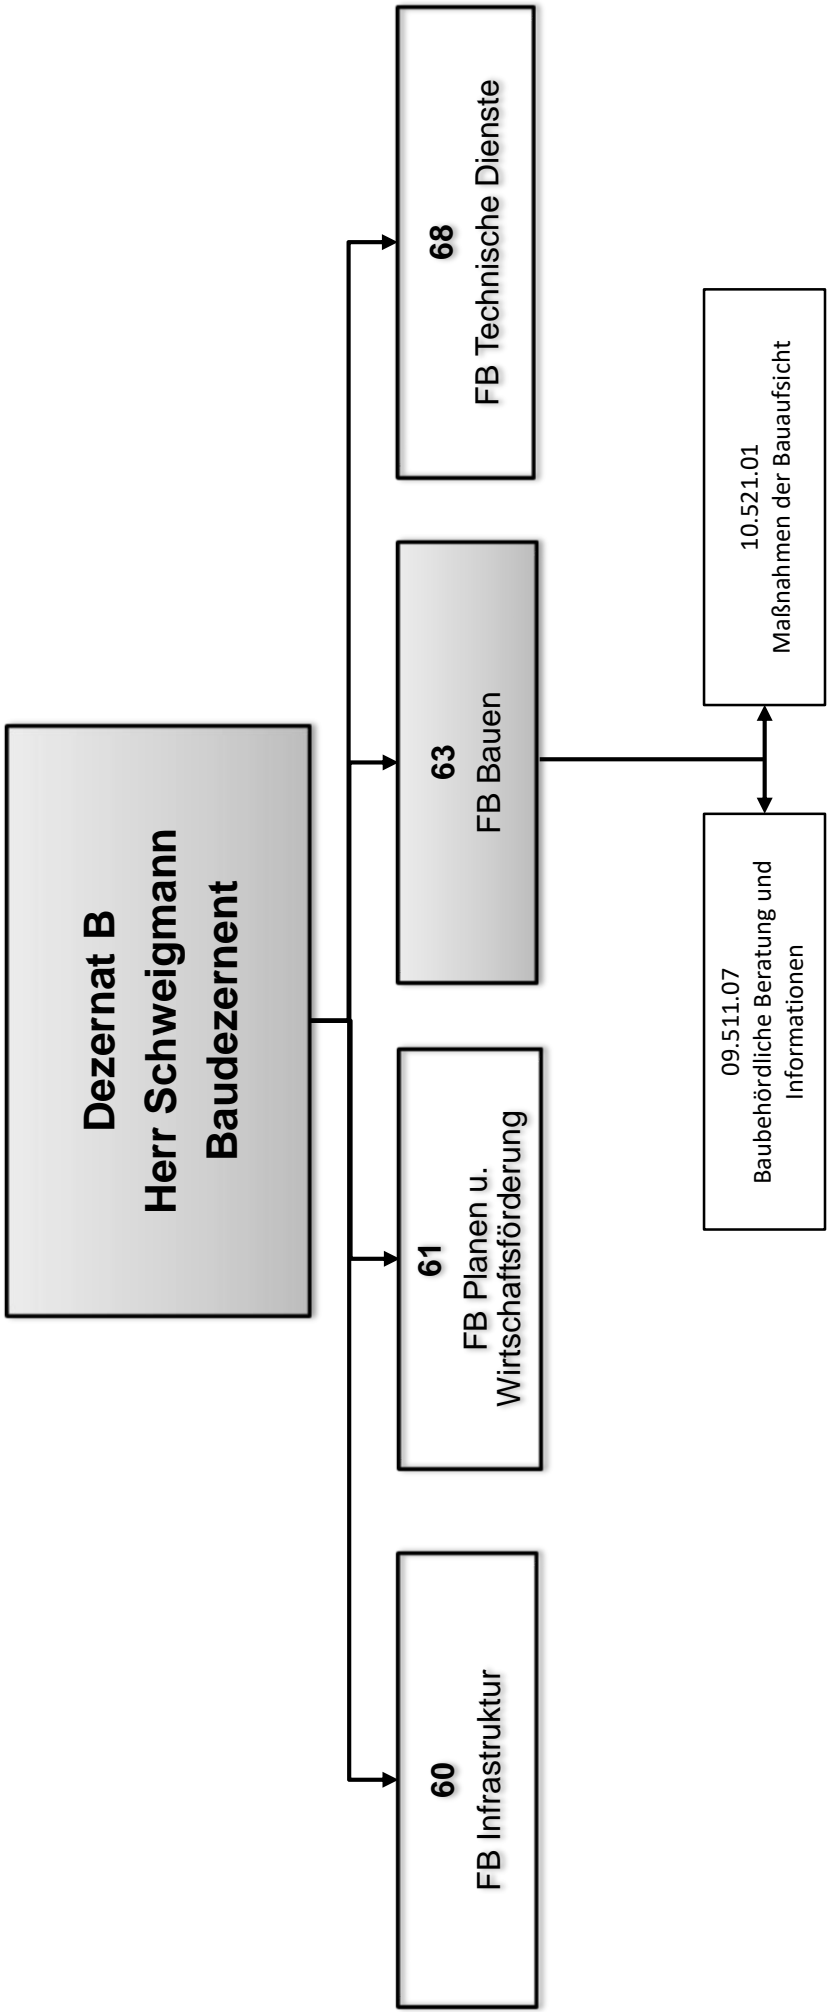 Dezernat B
Herr Schweigmann
Baudezernent
60
FB Infrastruktur
61
FB Planen u.
Wirtschaftsförderung
63
FB Bauen
68
FB Technische Dienste
09.511.07
Baubehördliche Beratung und
Informationen
10.521.01
Maßnahmen der Bauaufsicht